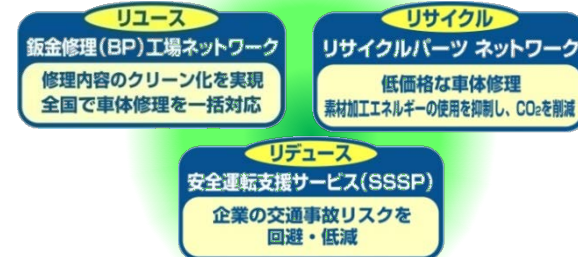 リユース
鈑金修理(BP)工場ネットワーク
修理内容のクリーン化を実現
全国で車体修理を一括対応
リサイクル
リサイクルパーツ ネットワーク
低価格な車体修理
素材加工エネルギーの使用を抑制し、CO₂を削減
リデュース
安全運転支援サービス(SSSP)
企業の交通事故リスクを
回避・低減